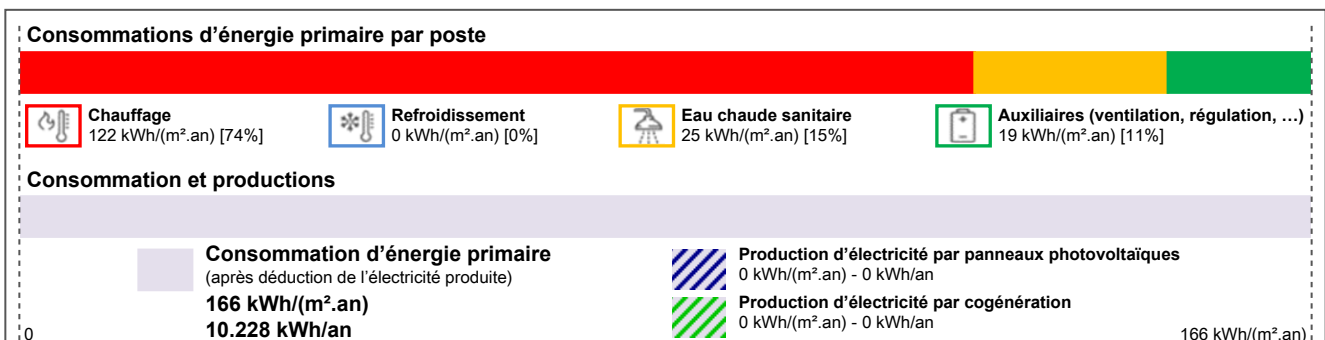 Consommations d’énergie primaire par poste
Chauffage
122 kWh/(m².an) [74%]
Refroidissement
0 kWh/(m².an) [0%]
Eau chaude sanitaire
25 kWh/(m².an) [15%]
Auxiliaires (ventilation, régulation, …)
19 kWh/(m².an) [11%]
Consommation et productions
Consommation d’énergie primaire
(après déduction de l’électricité produite)
166 kWh/(m².an)
10.228 kWh/an
Production d’électricité par panneaux photovoltaïques
0 kWh/(m².an) - 0 kWh/an
Production d’électricité par cogénération
0 kWh/(m².an) - 0 kWh/an
0
166 kWh/(m².an)